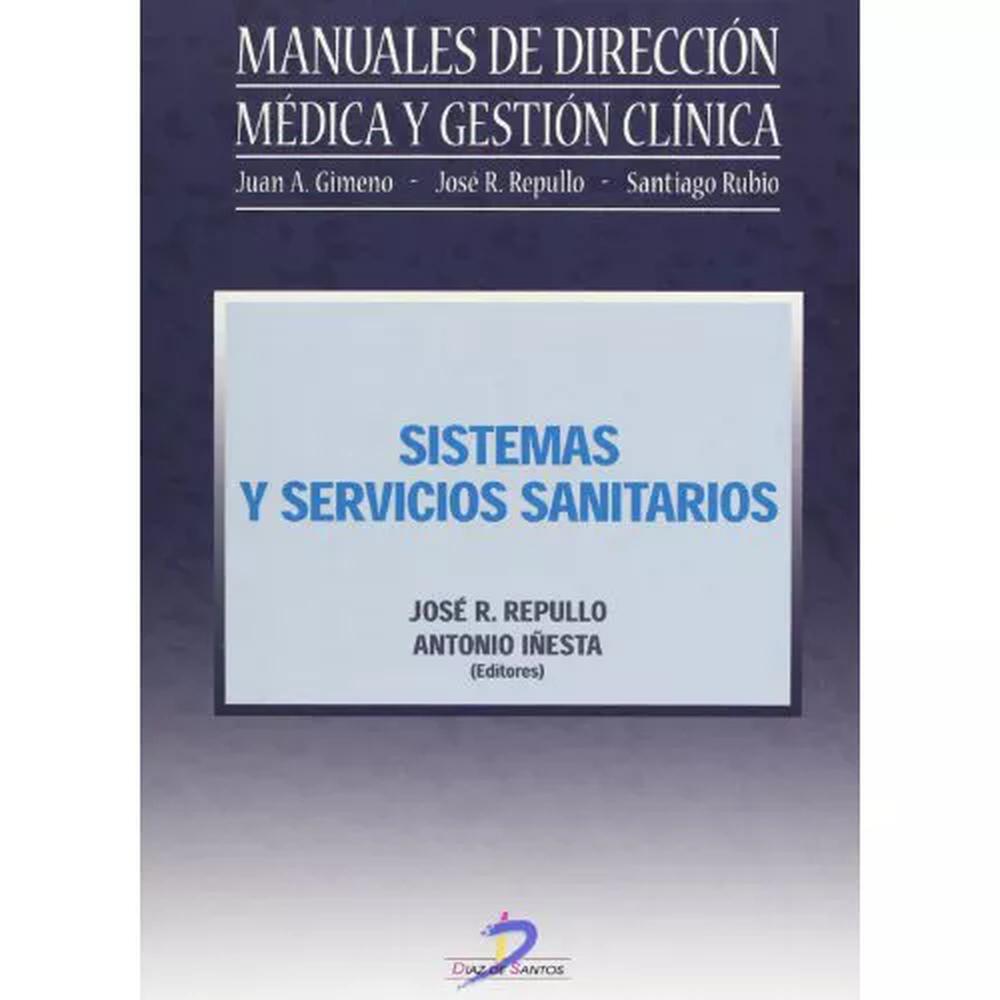 MANUALES DE DIRECCIÓN
MÉDICA Y GESTIÓN CLÍNICA
Juan A. Gimeno - José R. Repullo - Santiago Rubio
SISTEMAS
Y SERVICIOS SANITARIOS
JOSÉ R. REPULLO
ANTONIO IÑESTA
(Editores)
DIAZ DE SANTOS